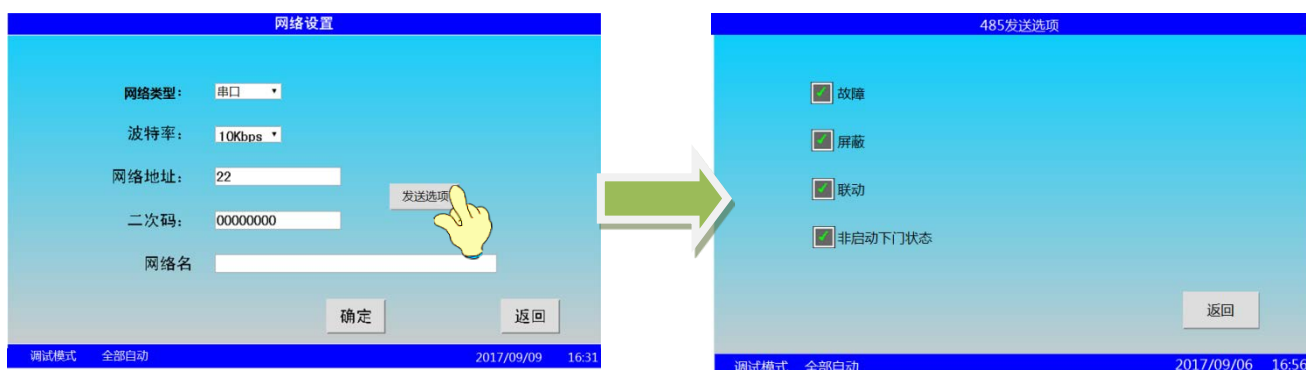 网络设置
网络类型： 串口
波特率： 10Kbps
网络地址： 22
发送选项
二次码： 00000000
网络名
确定 返回
调试模式 全部自动 2017/09/09 16:31
485发送选项
故障
屏蔽
联动
非启动下门状态
返回
调试模式 全部自动 2017/09/06 16:56